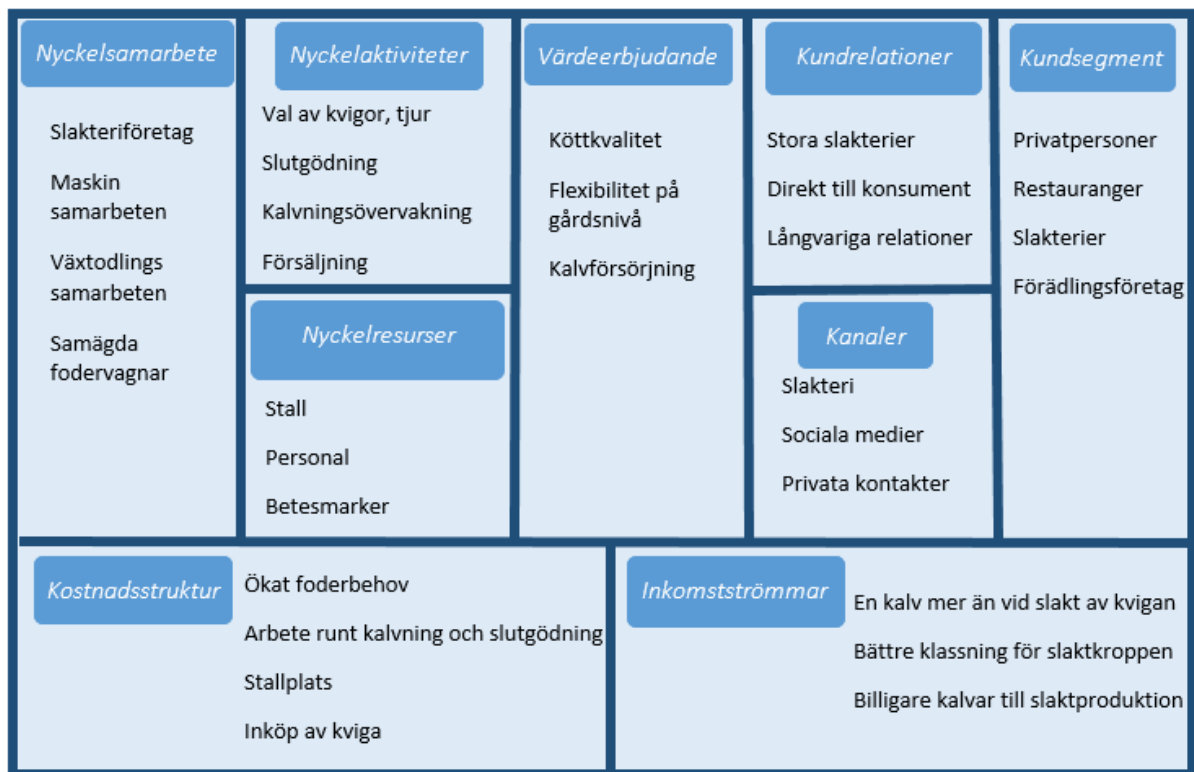 Nyckelsamarbete
Slakteriföretag
Maskin
samarbeten
Växtodlings
samarbeten
Samägda
fodervagnar
Nyckelaktiviteter
Val av kvigor, tjur
Slutgödning
Kalvningsövervakning
Försäljning
Nyckelresurser
Stall
Personal
Betesmarker
Värdeerbjudande
Köttkvalitet
Flexibilitet på
gårdsnivå
Kalvförsörjning
Kundrelationer
Stora slakterier
Direkt till konsument
Långvariga relationer
Kanaler
Slakteri
Sociala medier
Privata kontakter
Kundsegment
Privatpersoner
Restauranger
Slakterier
Förädlingsföretag
Kostnadsstruktur
Ökat foderbehov
Arbete runt kalvning och slutgödning
Stallplats
Inköp av kviga
Inkomstströmmar
En kalv mer än vid slakt av kvigan
Bättre klassning för slaktkroppen
Billigare kalvar till slaktproduktion